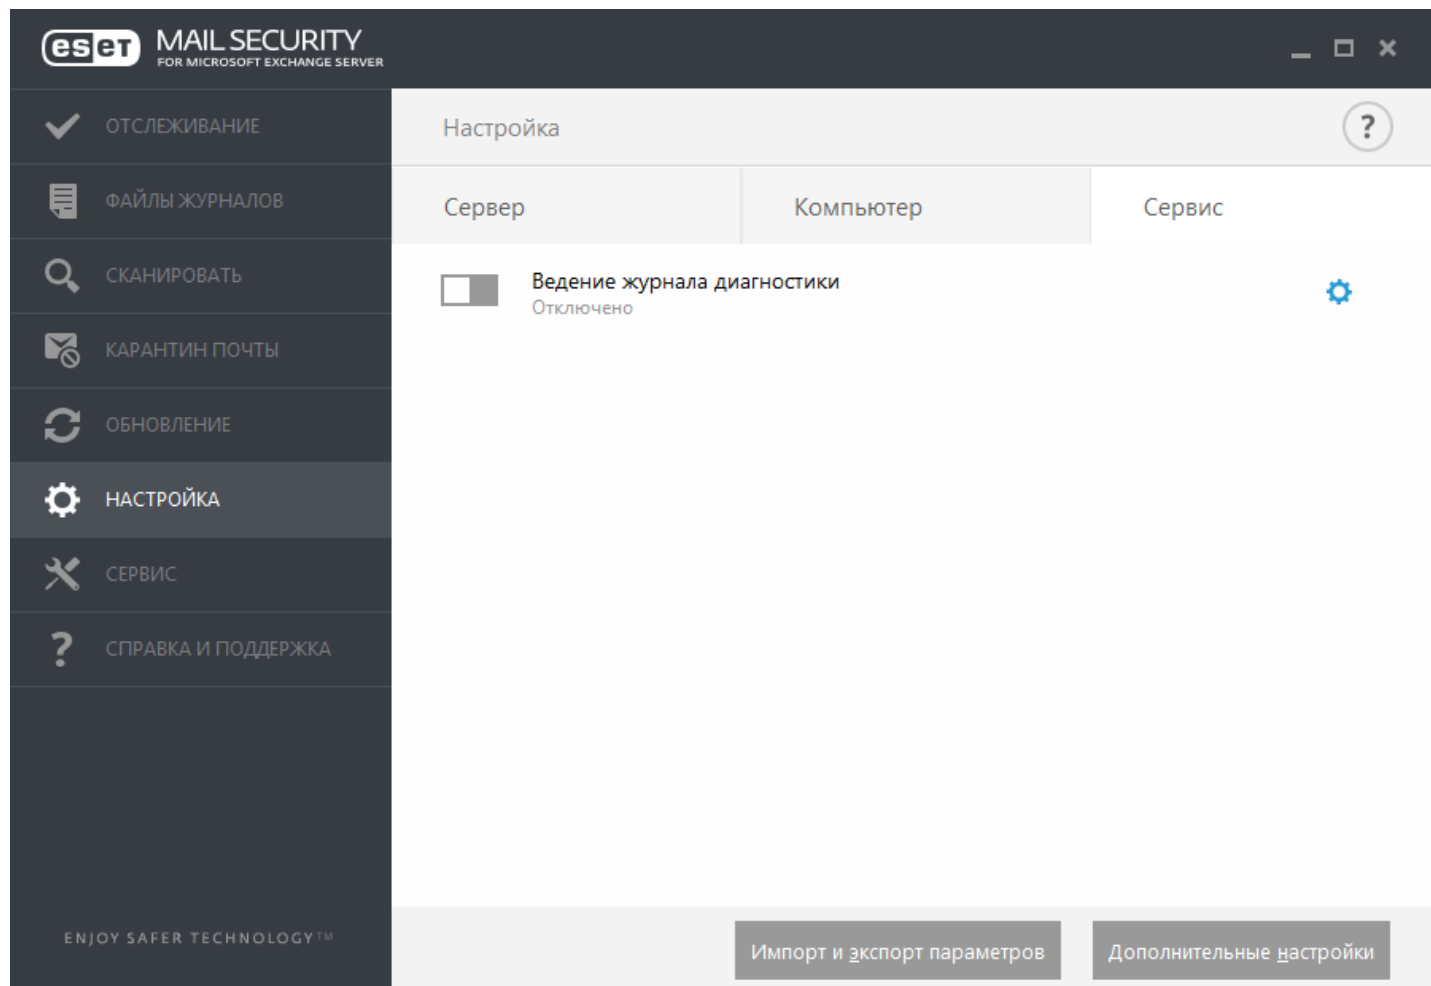 eset MAIL SECURITY
FOR MICROSOFT EXCHANGE SERVER
ОТСЛЕЖИВАНИЕ
ФАЙЛЫ ЖУРНАЛОВ
СКАНИРОВАТЬ
КАРАНТИН ПОЧТЫ
ОБНОВЛЕНИЕ
НАСТРОЙКА
СЕРВИС
СПРАВКА И ПОДДЕРЖКА
ENJOY SAFER TECHNOLOGY™
Настройка
?
Сервер Компьютер Сервис
Ведение журнала диагностики
Отключено
Импорт и экспорт параметров Дополнительные настройки